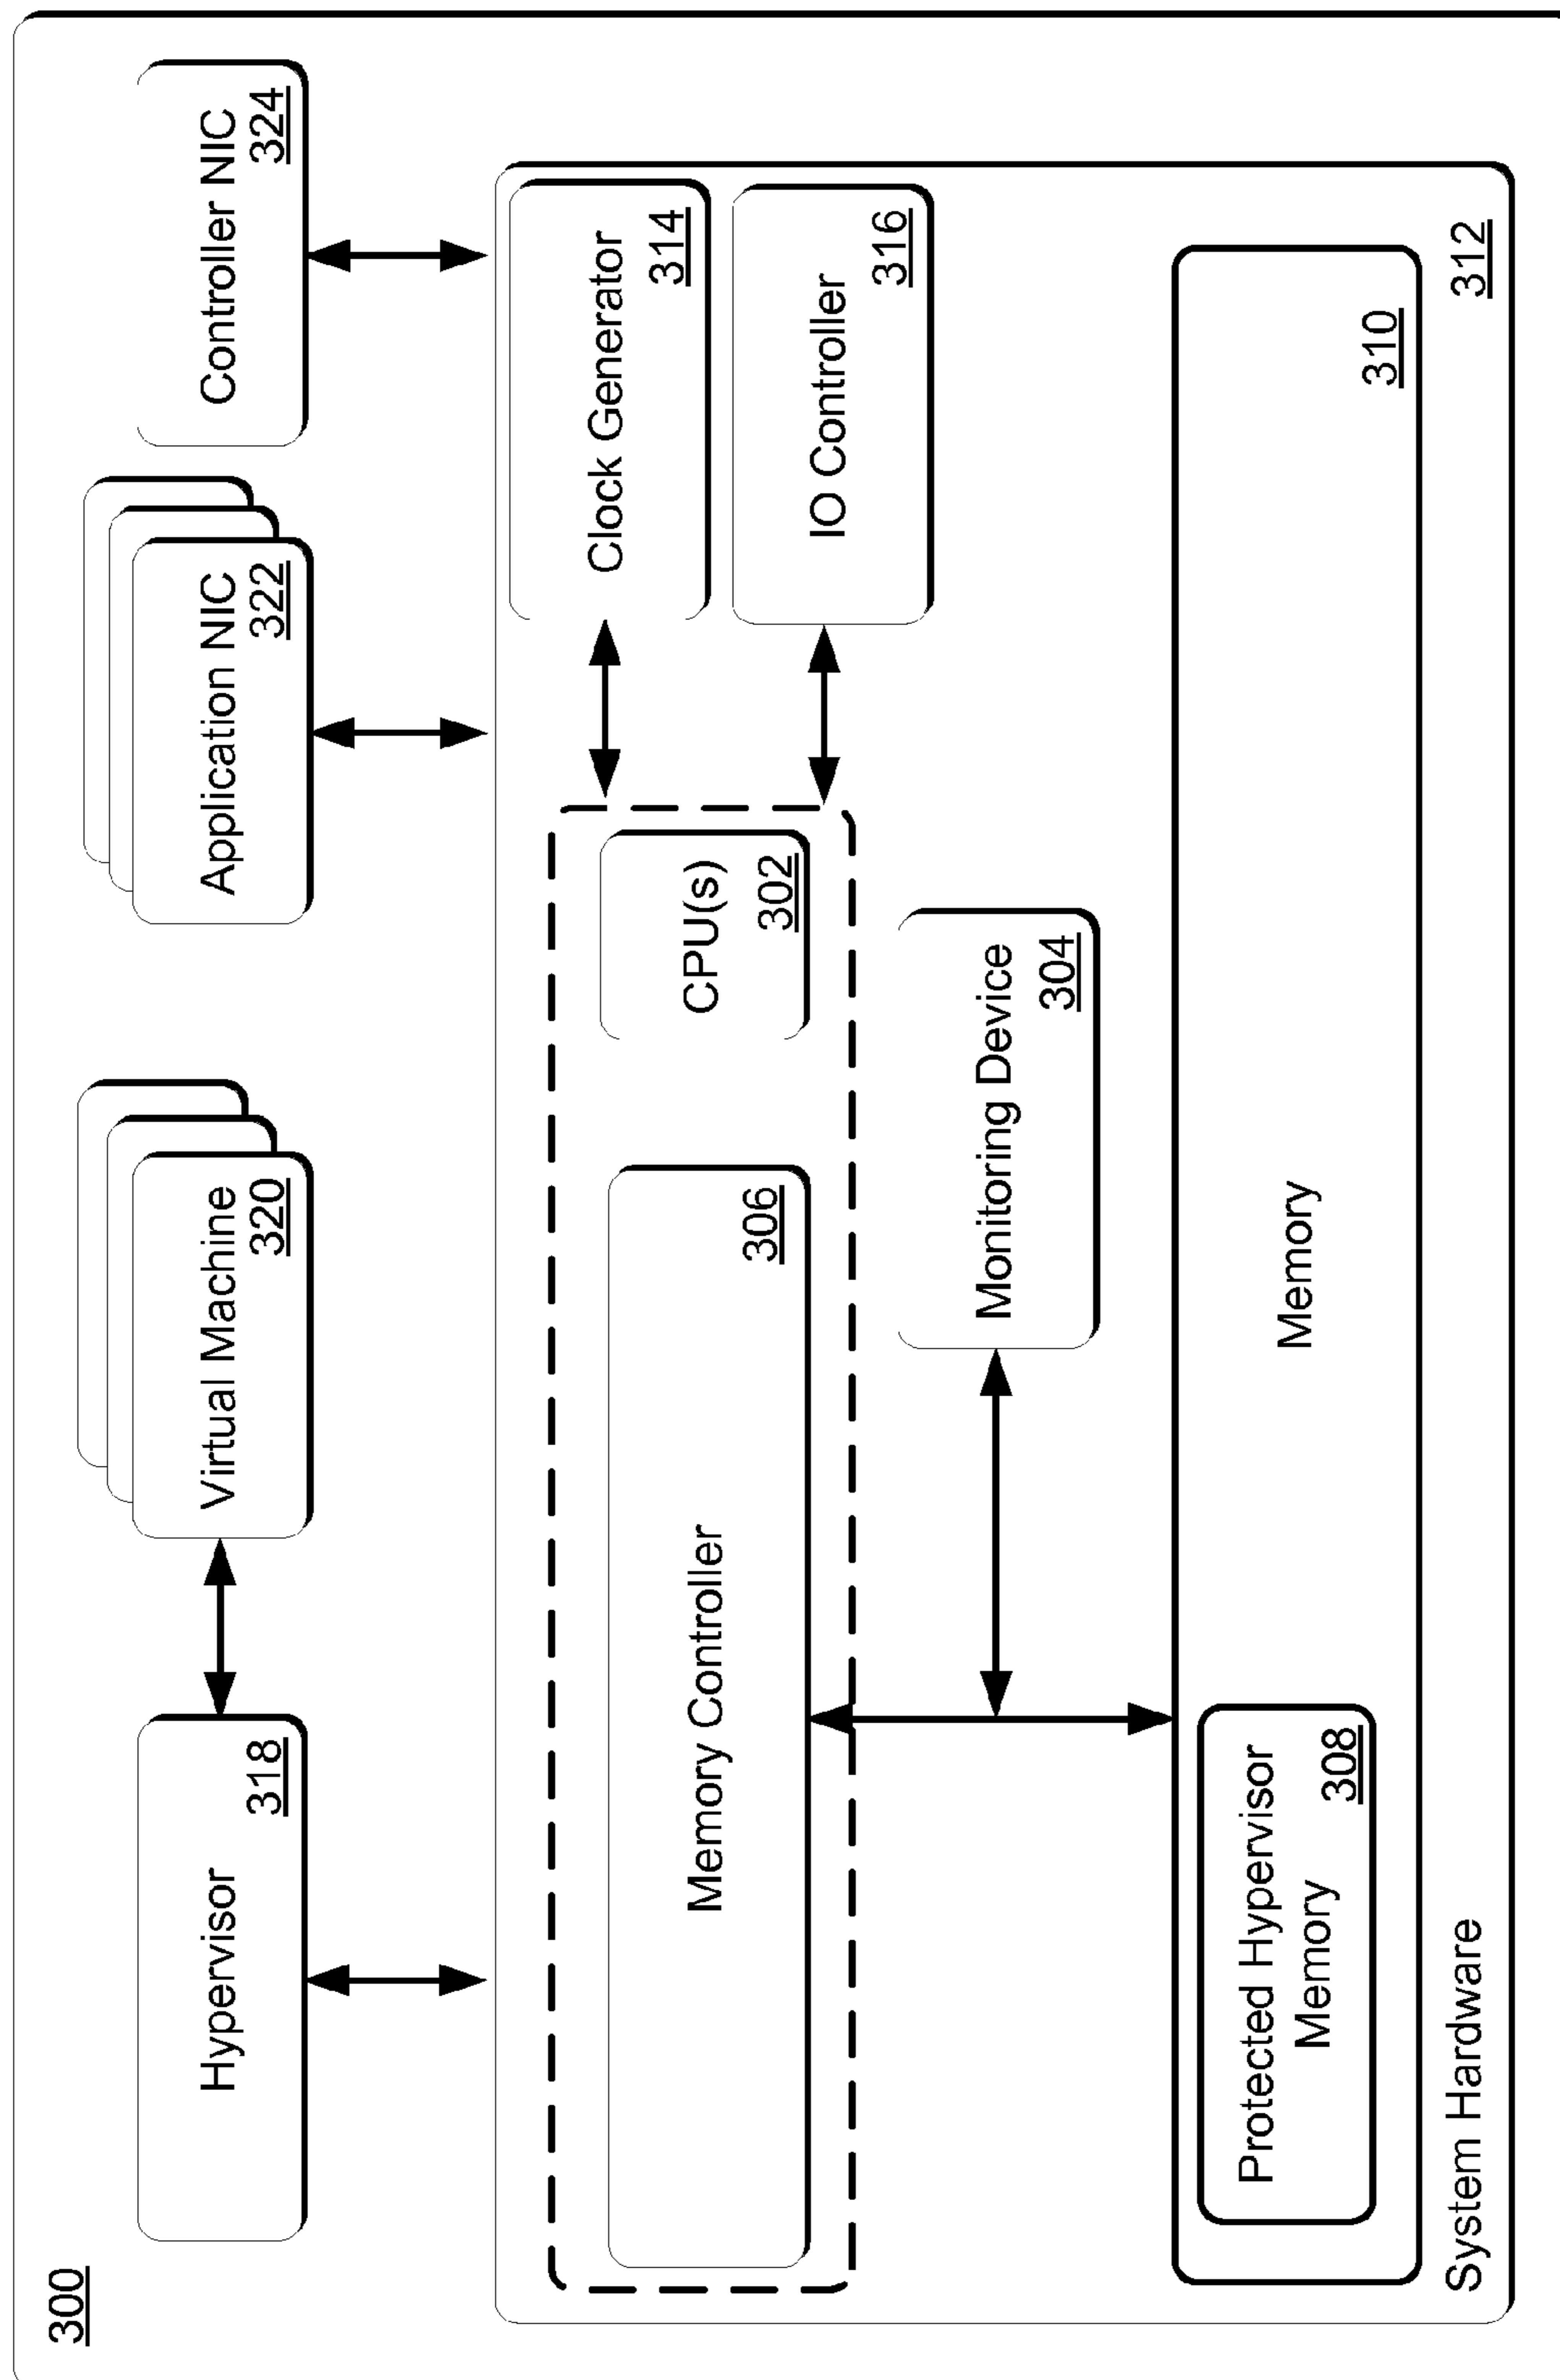 300
Hypervisor
318
Virtual Machine
320
Application NIC
322
Controller NIC
324
Memory Controller
306
CPU(s)
302
Clock Generator
314
IO Controller
316
Monitoring Device
304
Protected Hypervisor
Memory
308
Memory
310
System Hardware
312